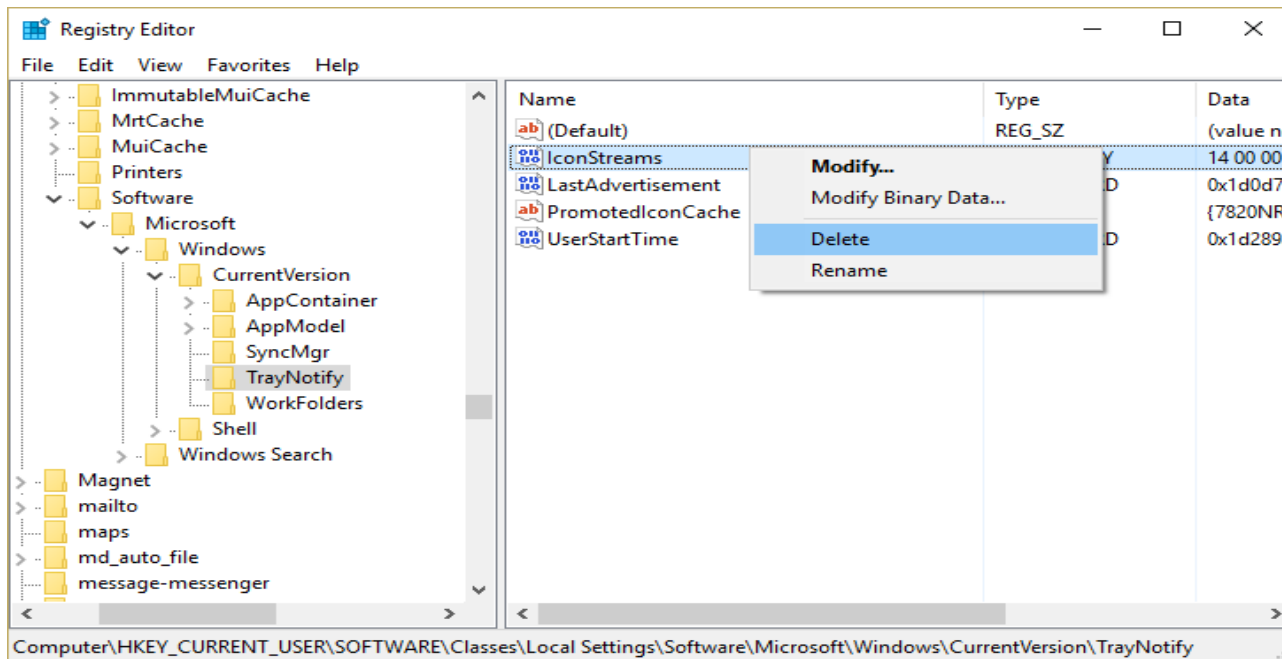 Registry Editor
File Edit View Favorites Help
ImmutableMuiCache
MrtCache
MuiCache
Printers
Software
Microsoft
Windows
CurrentVersion
AppContainer
AppModel
SyncMgr
TrayNotify
WorkFolders
Shell
Windows Search
Magnet
mailto
maps
md_auto_file
message-messenger
Name Type Data
(Default) REG_SZ (value n
IconStreams Y 14 00 00
LastAdvertisement D 0x1d0d7
PromotedIconCache {7820NR
UserStartTime D 0x1d289
Modify...
Modify Binary Data...
Delete
Rename
Computer\HKEY_CURRENT_USER\SOFTWARE\Classes\Local Settings\Software\Microsoft\Windows\CurrentVersion\TrayNotify